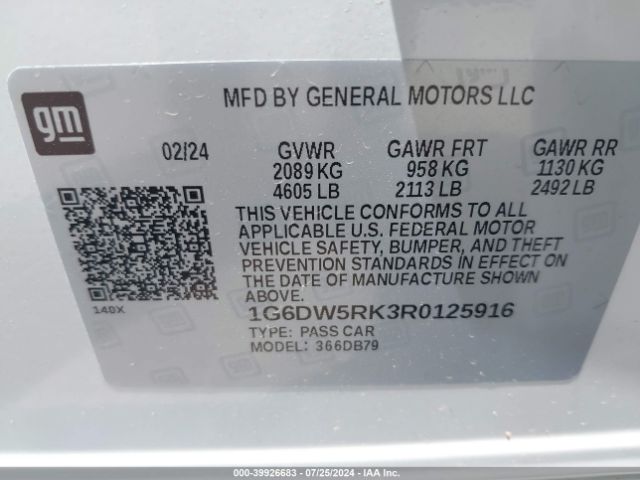 gm
MFD BY GENERAL MOTORS LLC
02/24 GVWR GAWR FRT GAWR RR
2089 KG 958 KG 1130 KG
4605 LB 2113 LB 2492 LB
THIS VEHICLE CONFORMS TO ALL
APPLICABLE U.S. FEDERAL MOTOR
VEHICLE SAFETY, BUMPER, AND THEFT
PREVENTION STANDARDS IN EFFECT ON
THE DATE OF MANUFACTURE SHOWN
ABOVE.
140X
1G6DW5RK3R0125916
TYPE: PASS CAR
MODEL: 366DB79
000-39926683 - 07/25/2024 - IAAI.COM